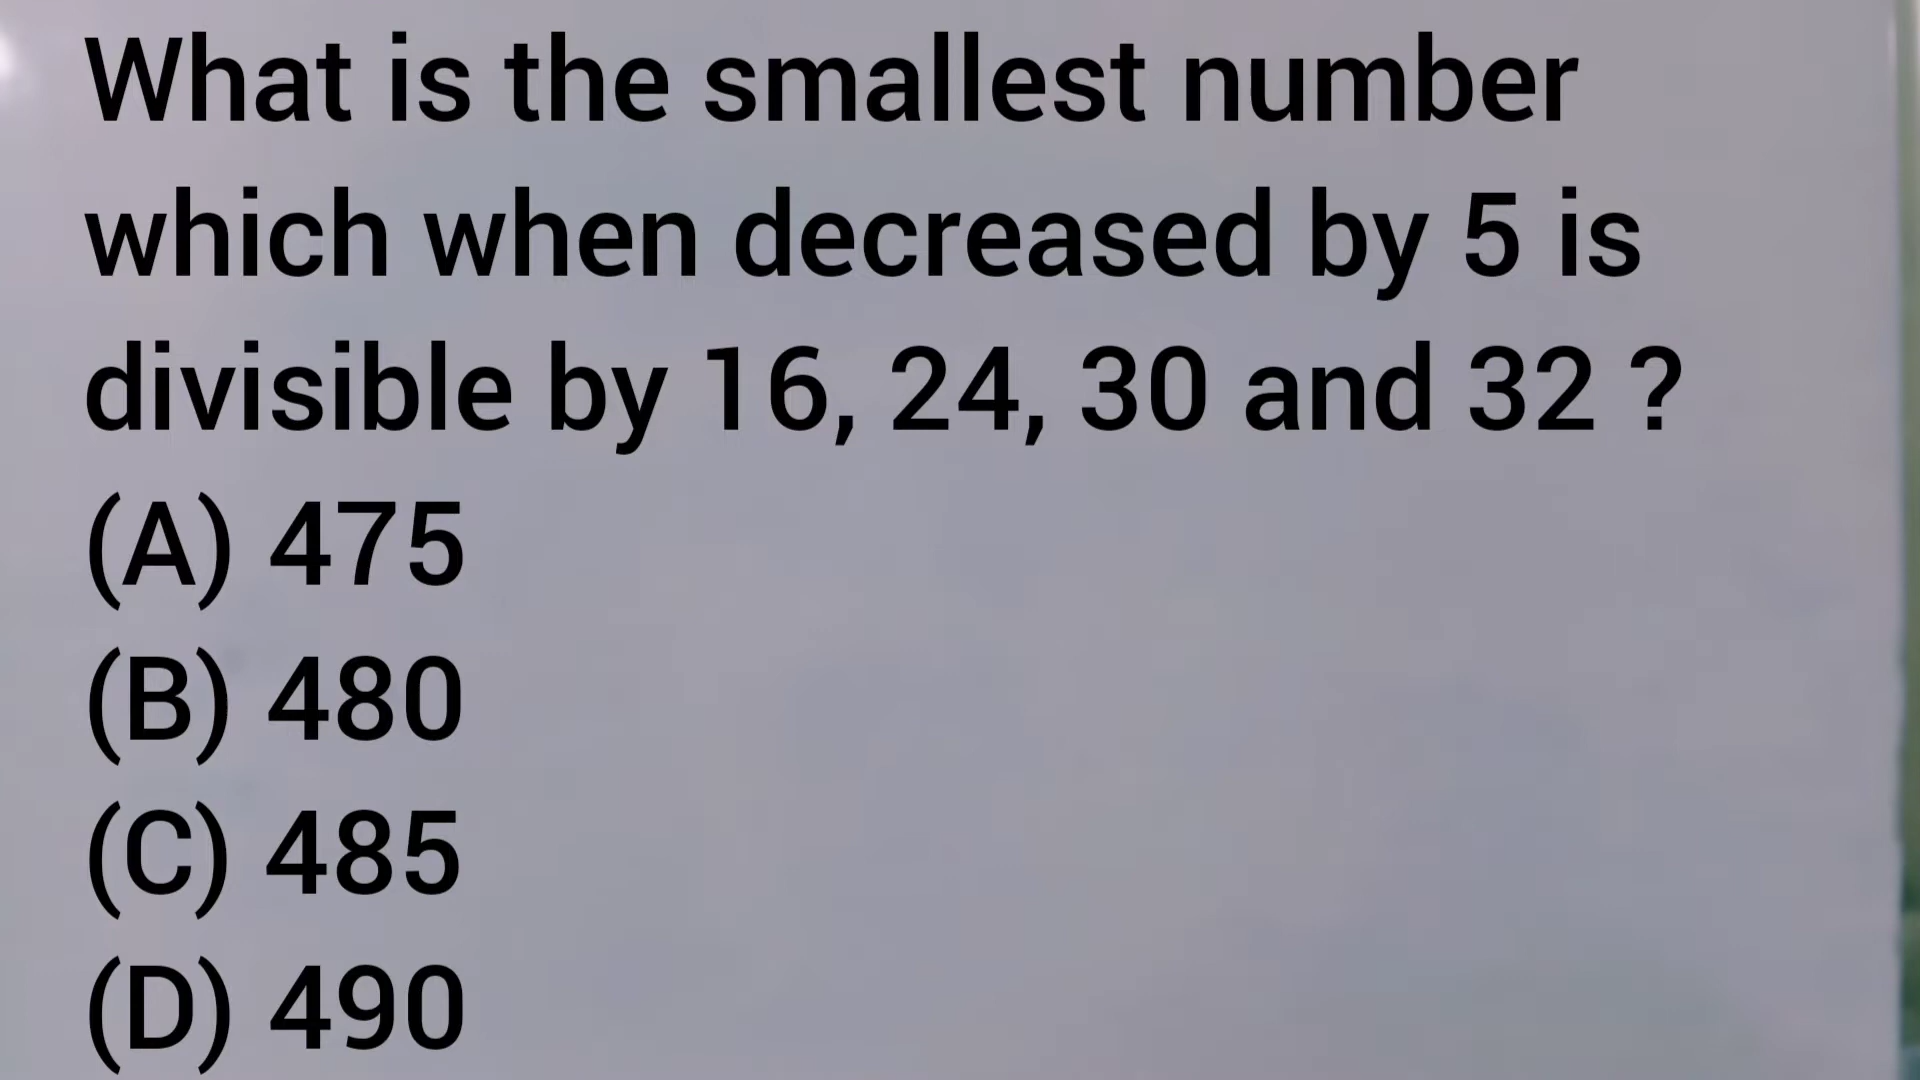 What is the smallest number
which when decreased by 5 is
divisible by 16, 24, 30 and 32 ?
(A) 475
(B) 480
(C) 485
(D) 490